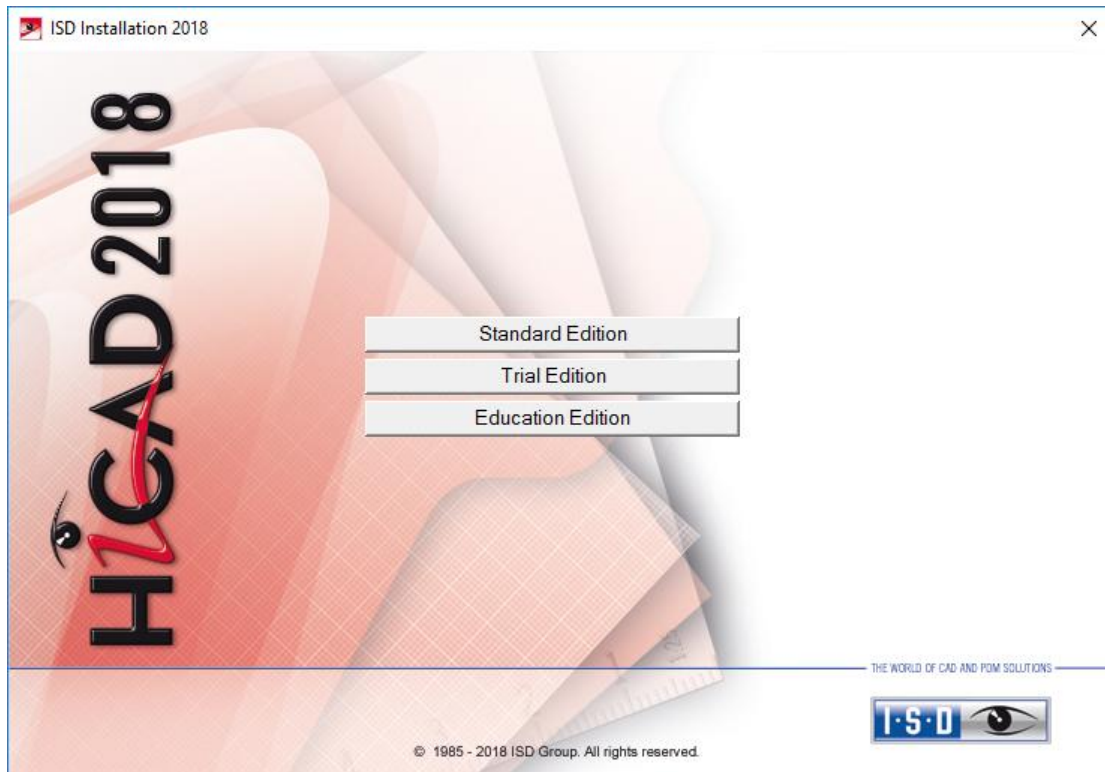 ISD Installation 2018
HiCAD 2018
Standard Edition
Trial Edition
Education Edition
THE WORLD OF CAD AND PDM SOLUTIONS
I·S·D
© 1985 - 2018 ISD Group. All rights reserved.